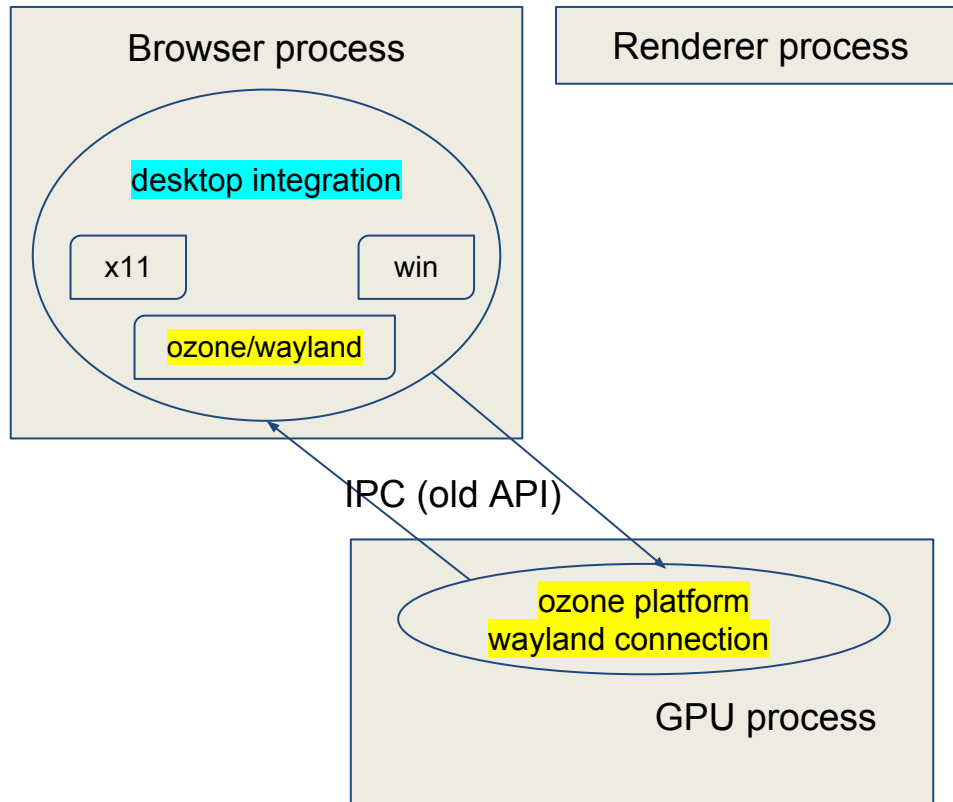 Browser process
Renderer process
desktop integration
x11
win
ozone/wayland
IPC (old API)
ozone platform
wayland connection
GPU process